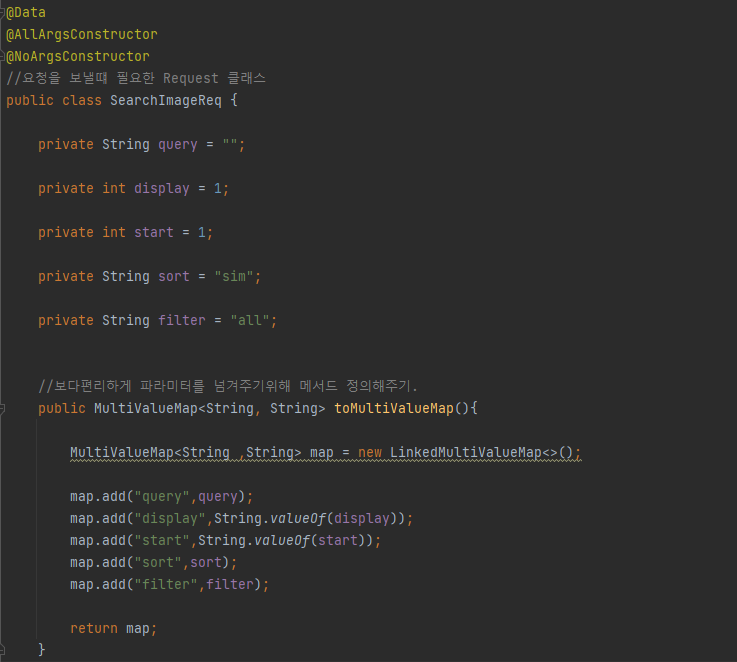 @Data
@AllArgsConstructor
@NoArgsConstructor
//요청을 보낼떄 필요한 Request 클래스
public class SearchImageReq {
private String query = "";
private int display = 1;
private int start = 1;
private String sort = "sim";
private String filter = "all";
//보다편리하게 파라미터를 넘겨주기위해 메서드 정의해주기.
public MultiValueMap<String, String> toMultiValueMap(){
MultiValueMap<String ,String> map = new LinkedMultiValueMap<>();
map.add("query",query);
map.add("display",String.valueOf(display));
map.add("start",String.valueOf(start));
map.add("sort",sort);
map.add("filter",filter);
return map;
}